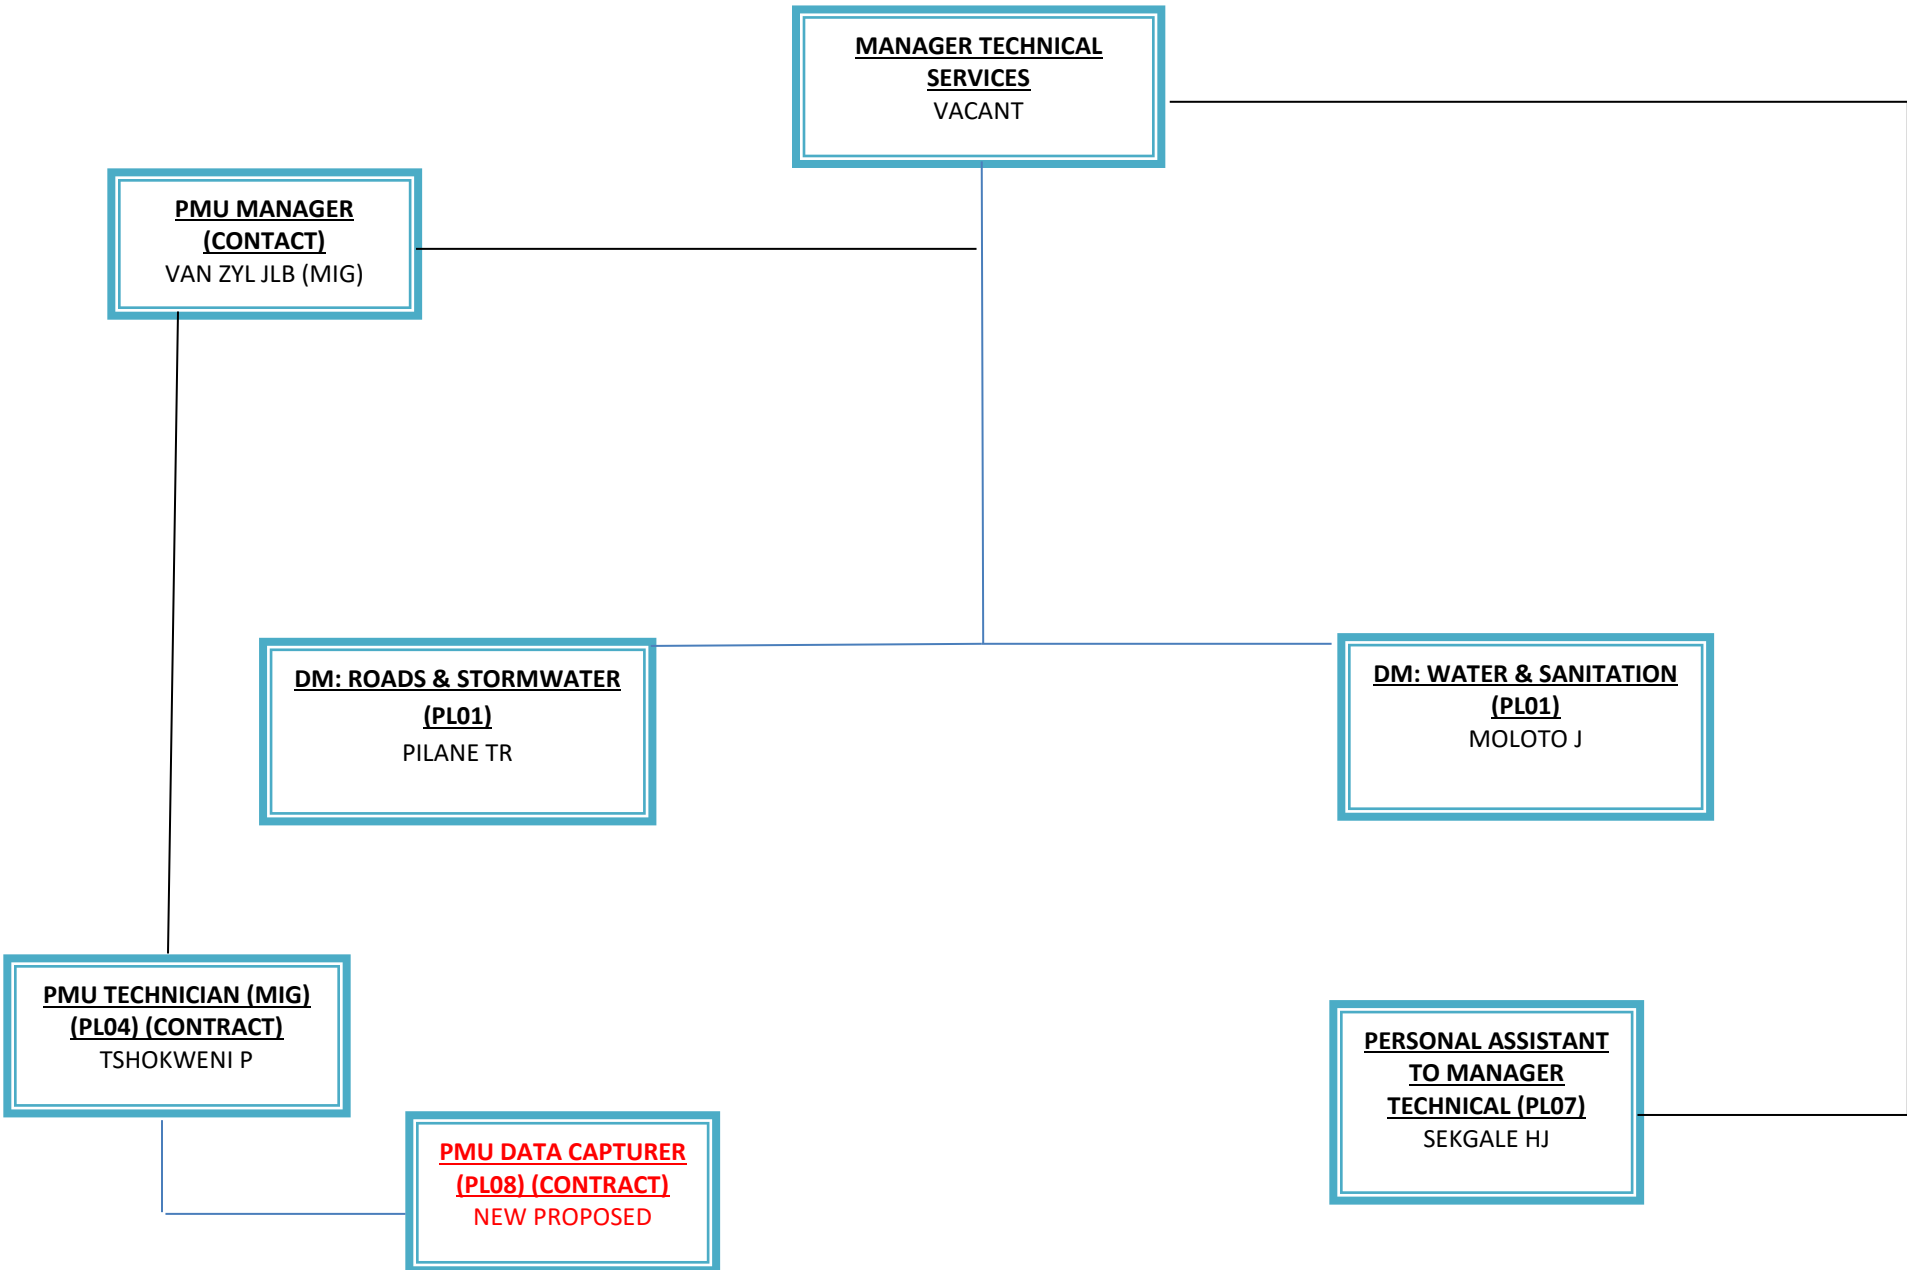 MANAGER TECHNICAL
SERVICES
VACANT
PMU MANAGER
(CONTACT)
VAN ZYL JLB (MIG)
DM: ROADS & STORMWATER
(PL01)
PILANE TR
DM: WATER & SANITATION
(PL01)
MOLOTO J
PMU TECHNICIAN (MIG)
(PL04) (CONTRACT)
TSHOKWENI P
PERSONAL ASSISTANT
TO MANAGER
TECHNICAL (PL07)
SEKGALE HJ
PMU DATA CAPTURER
(PL08) (CONTRACT)
NEW PROPOSED